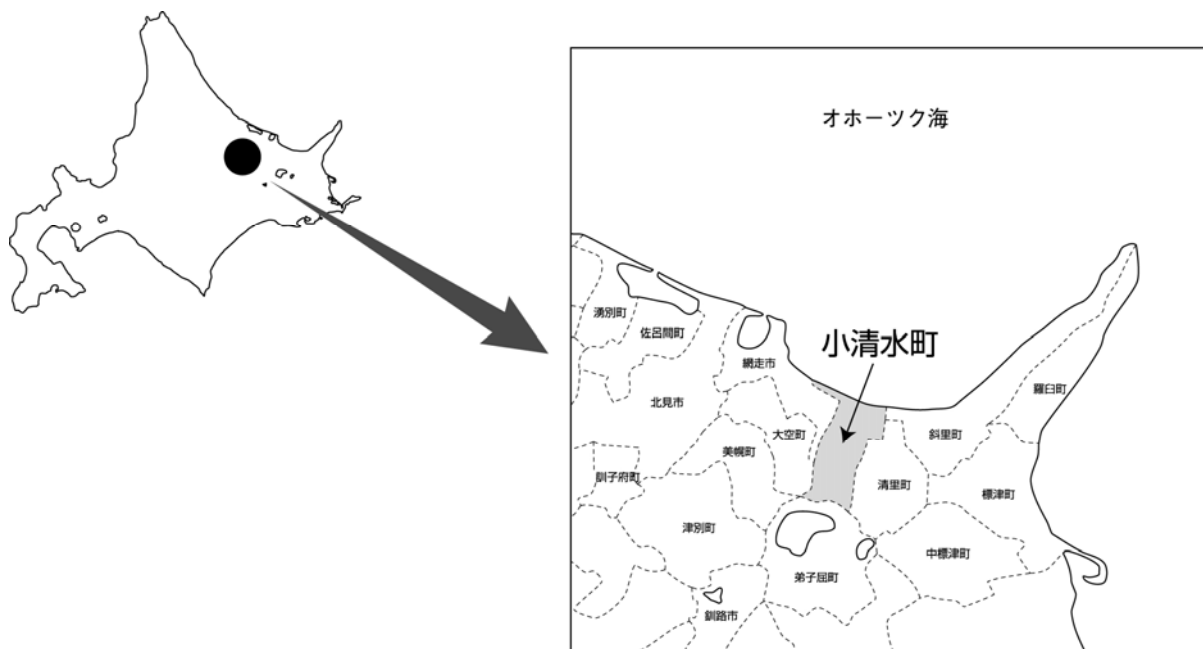 オホーツク海
小清水町
湧別町
佐呂間町
網走市
羅臼町
北見市
大空町
斜里町
美幌町
訓子府町
清里町
標津町
津別町
中標津町
弟子屈町
釧路市